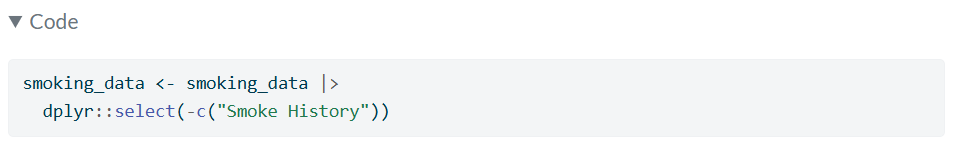 ▼ Code
smoking_data <- smoking_data |>
  dplyr::select(-c("Smoke History"))